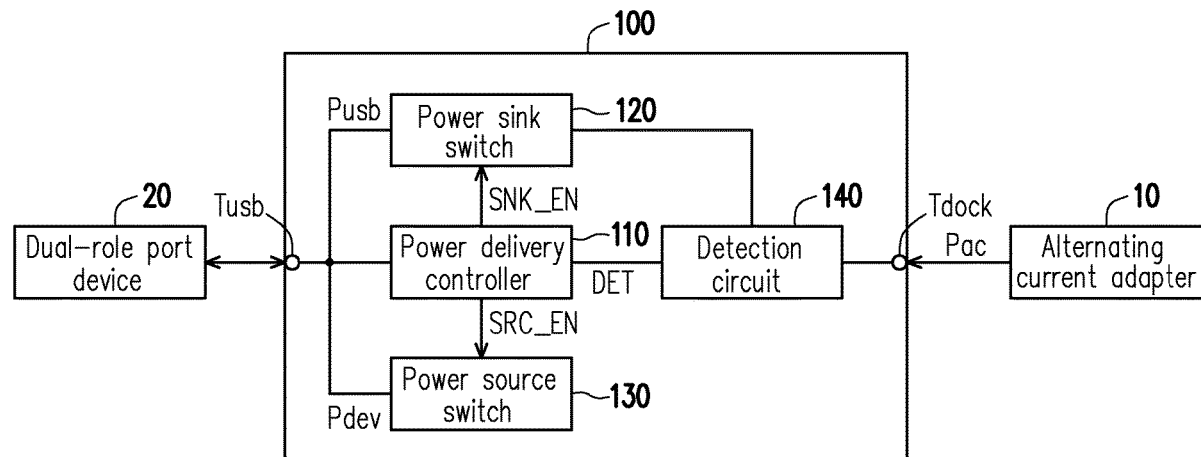 100
Pusb
Power sink
switch
120
SNK_EN
20
Tusb
Dual-role port
device
Power delivery
controller
110
DET
140
Detection
circuit
Tdock
Pac
10
Alternating
current adapter
SRC_EN
Pdev
Power source
switch
130